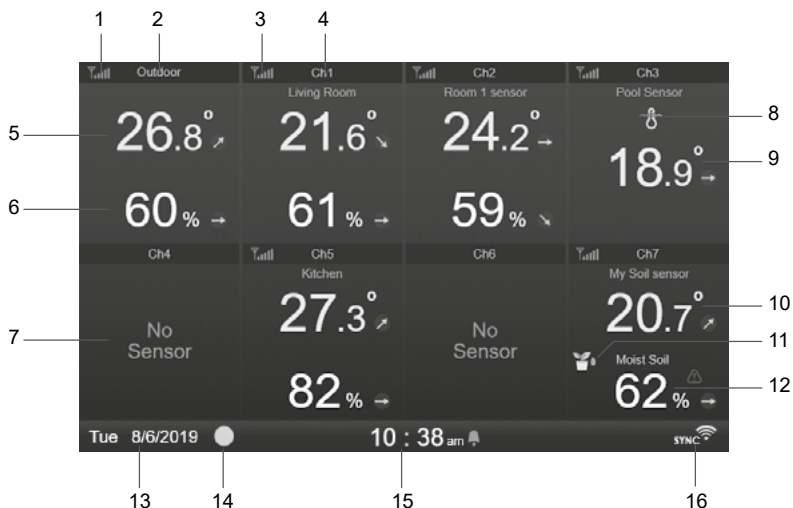 1 2 3 4
Outdoor
26.8°
60 %
Ch1
Living Room
21.6°
61 %
Ch2
Room 1 sensor
24.2°
59 %
Ch3
Pool Sensor
18.9°
Ch4
No
Sensor
Ch5
Kitchen
27.3°
82 %
Ch6
No
Sensor
Ch7
My Soil sensor
20.7°
Moist Soil
62 %
Tue 8/6/2019 10 : 38 am SYNC
5
6
7
8
9
10
11
12
13 14 15 16